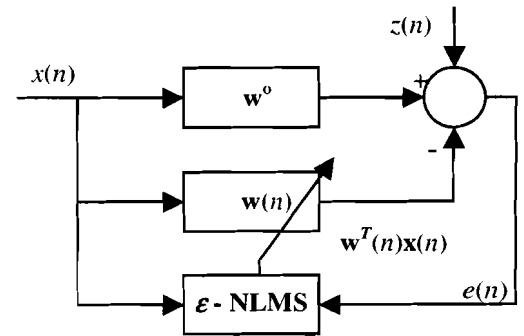 z(n)
x(n)
w°
+
-
w(n)
w^T(n)x(n)
ε - NLMS
e(n)